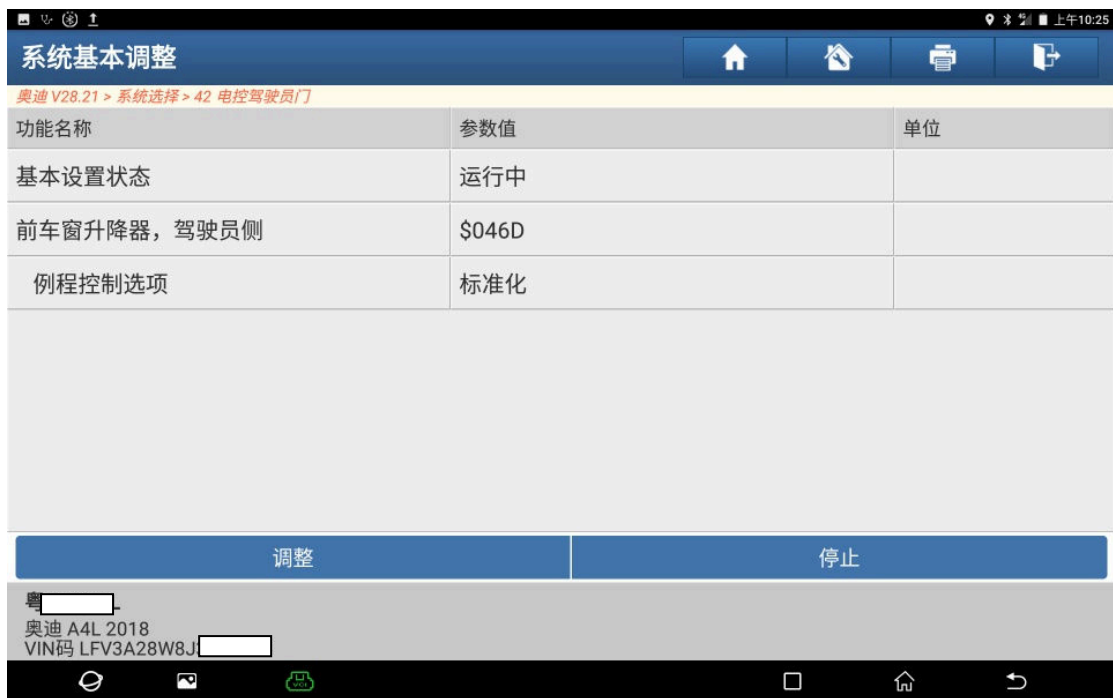 上午10:25
系统基本调整
奥迪 V28.21 > 系统选择 > 42 电控驾驶员门
功能名称 参数值 单位
基本设置状态 运行中
前车窗升降器，驾驶员侧 $046D
例程控制选项 标准化
调整 停止
粤
奥迪 A4L 2018
VIN码 LFV3A28W8J
VCI